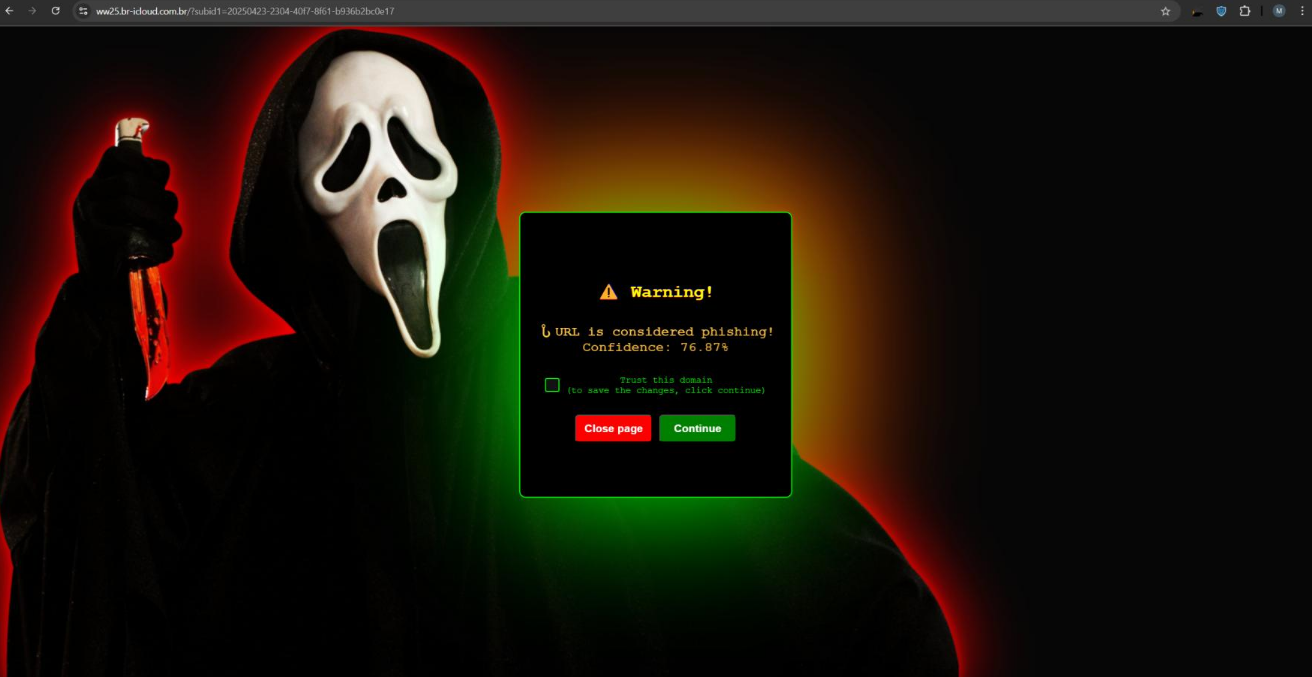 ww25.br-icloud.com.br/?subid1=20250423-2304-40f7-8f61-b936b2bc0e17
M
Warning!
URL is considered phishing!
Confidence: 76.87%
Trust this domain
(to save the changes, click continue)
Close page
Continue